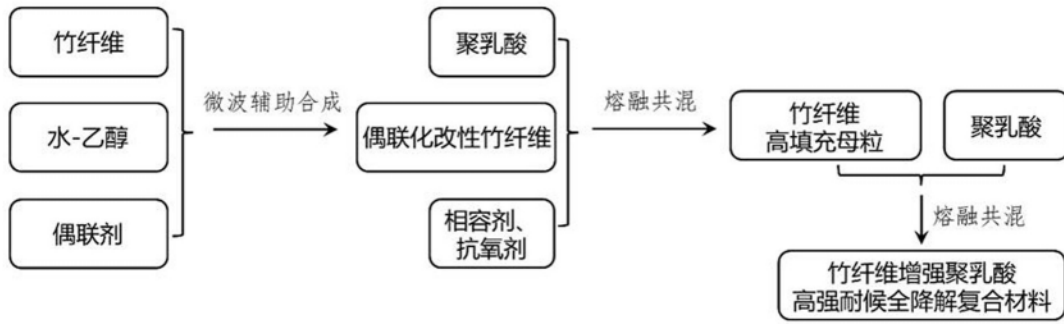 竹纤维
水-乙醇
偶联剂
微波辅助合成
聚乳酸
偶联化改性竹纤维
相容剂、
抗氧剂
熔融共混
竹纤维
高填充母粒
聚乳酸
熔融共混
竹纤维增强聚乳酸
高强耐候全降解复合材料